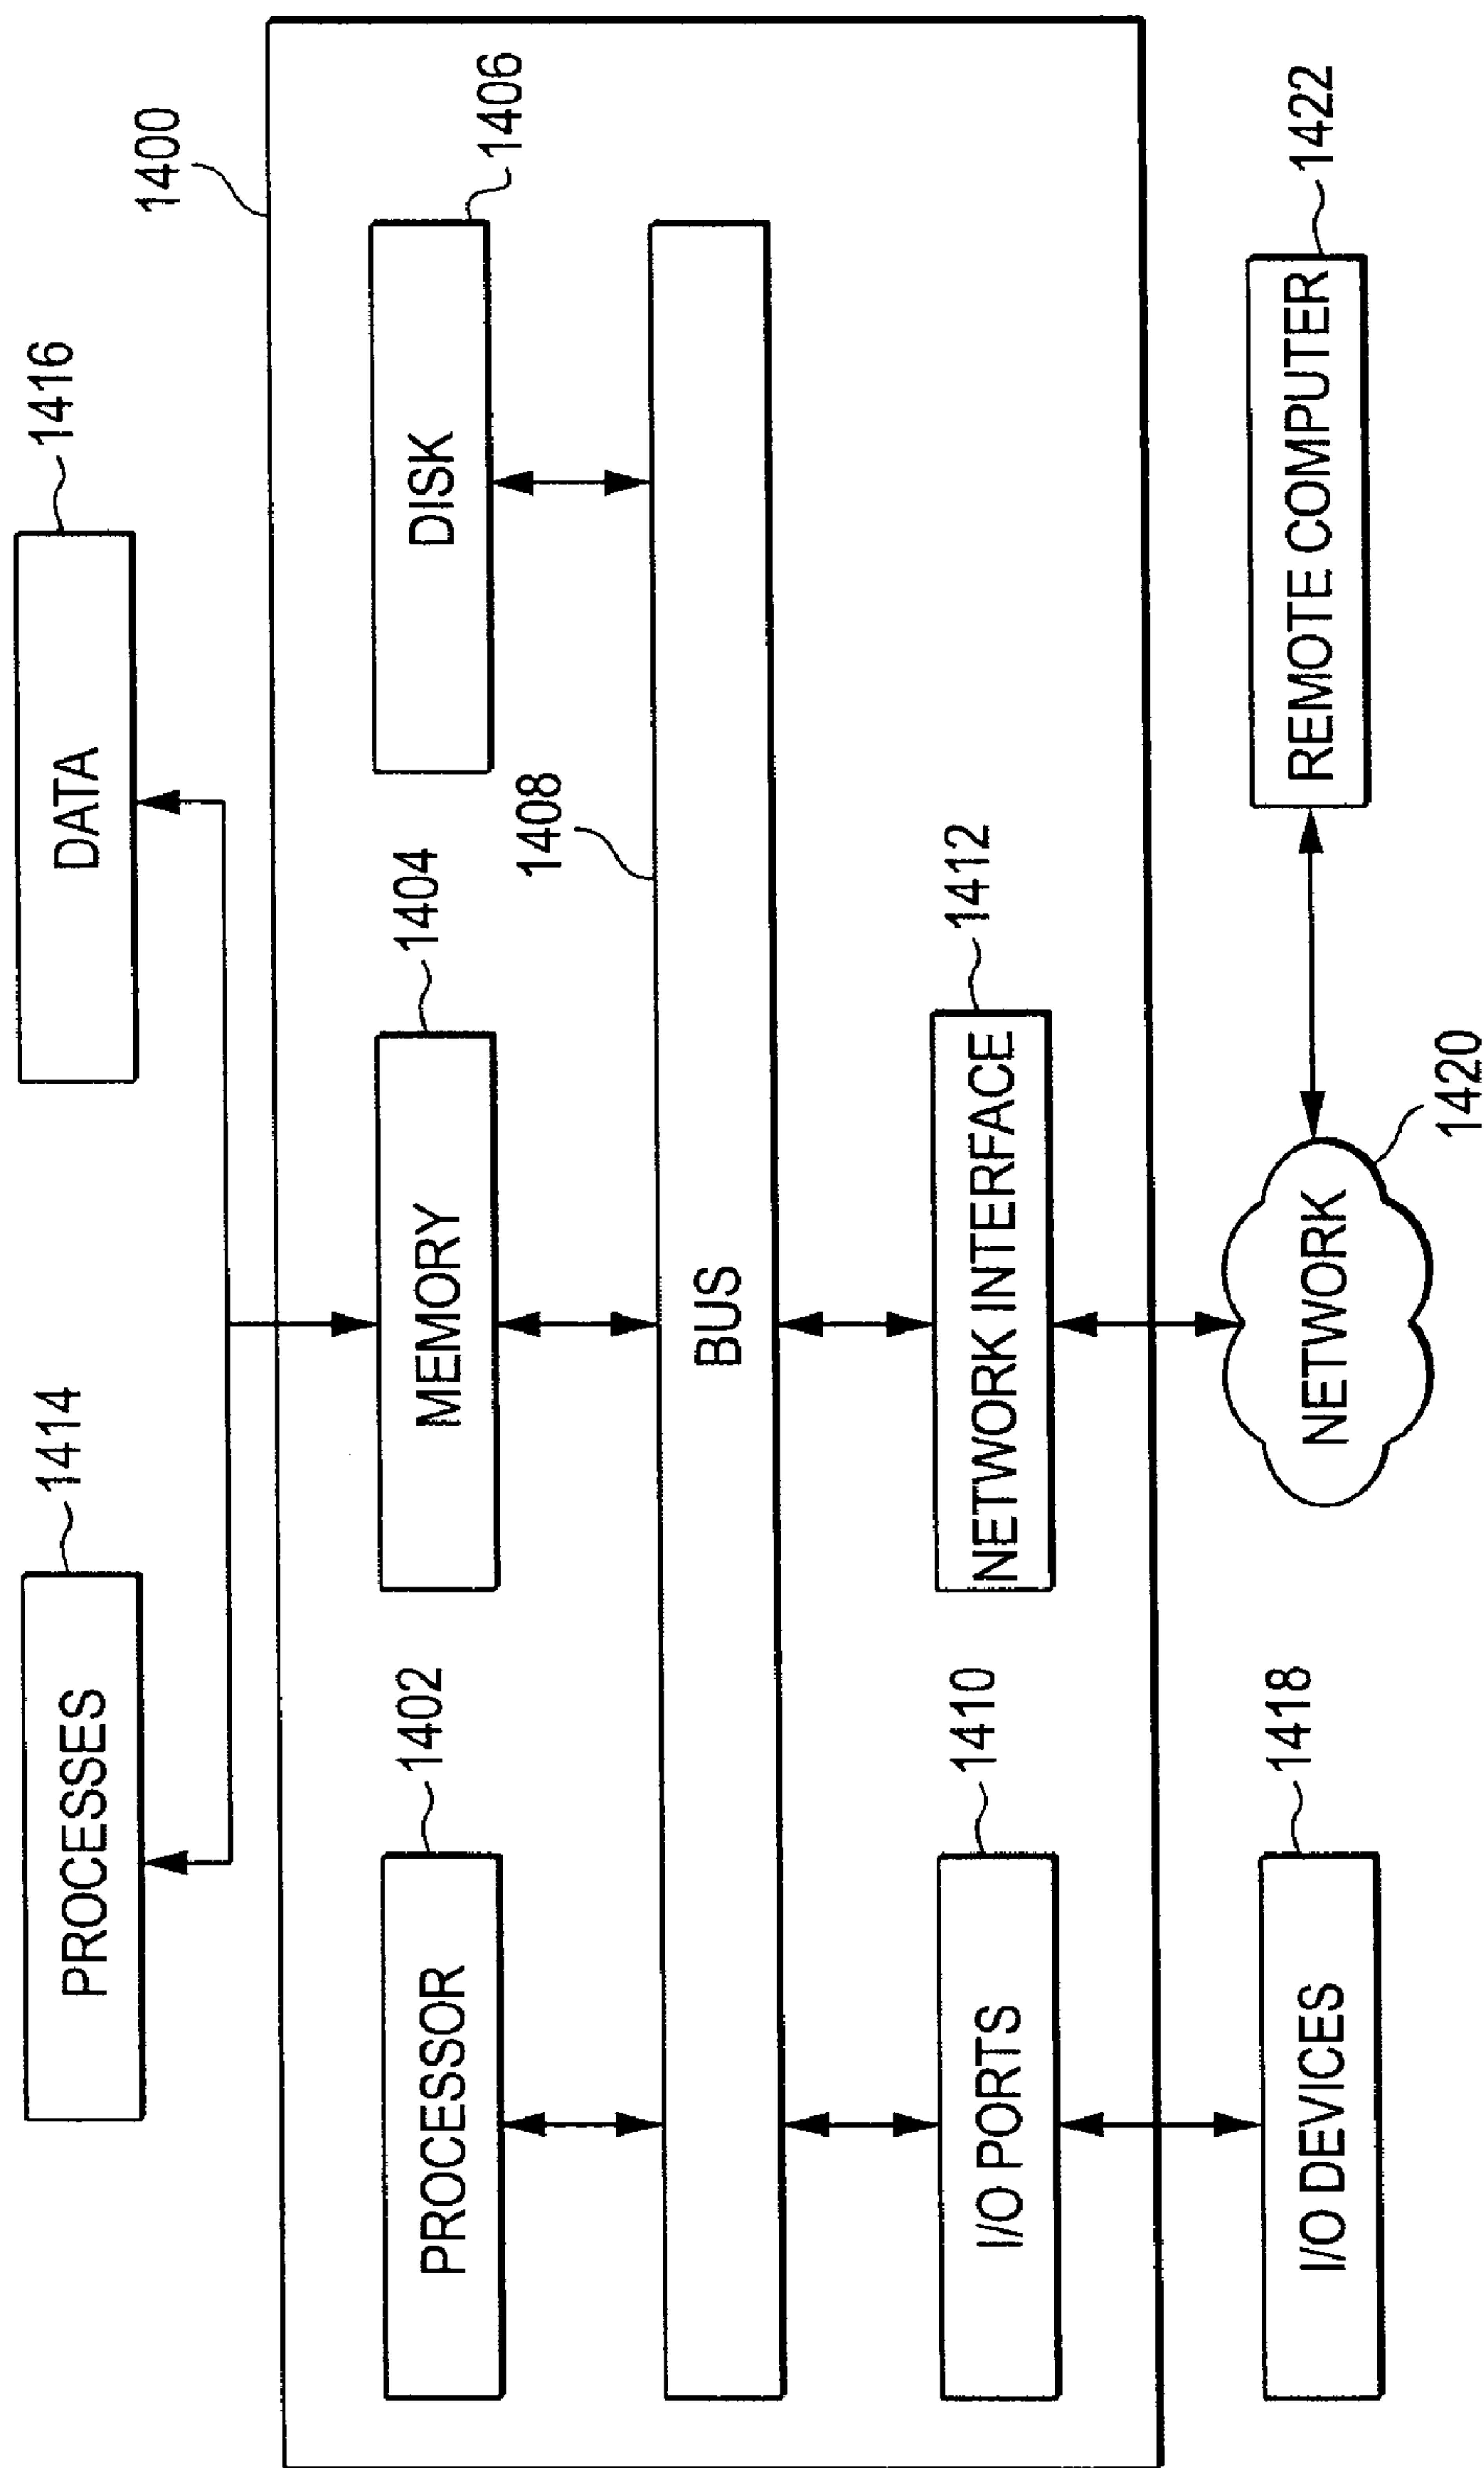 PROCESSES
1414
DATA
1416
1400
PROCESSOR
1402
MEMORY
1404
DISK
1406
1408
BUS
I/O PORTS
1410
NETWORK INTERFACE
1412
I/O DEVICES
1418
NETWORK
1420
REMOTE COMPUTER
1422